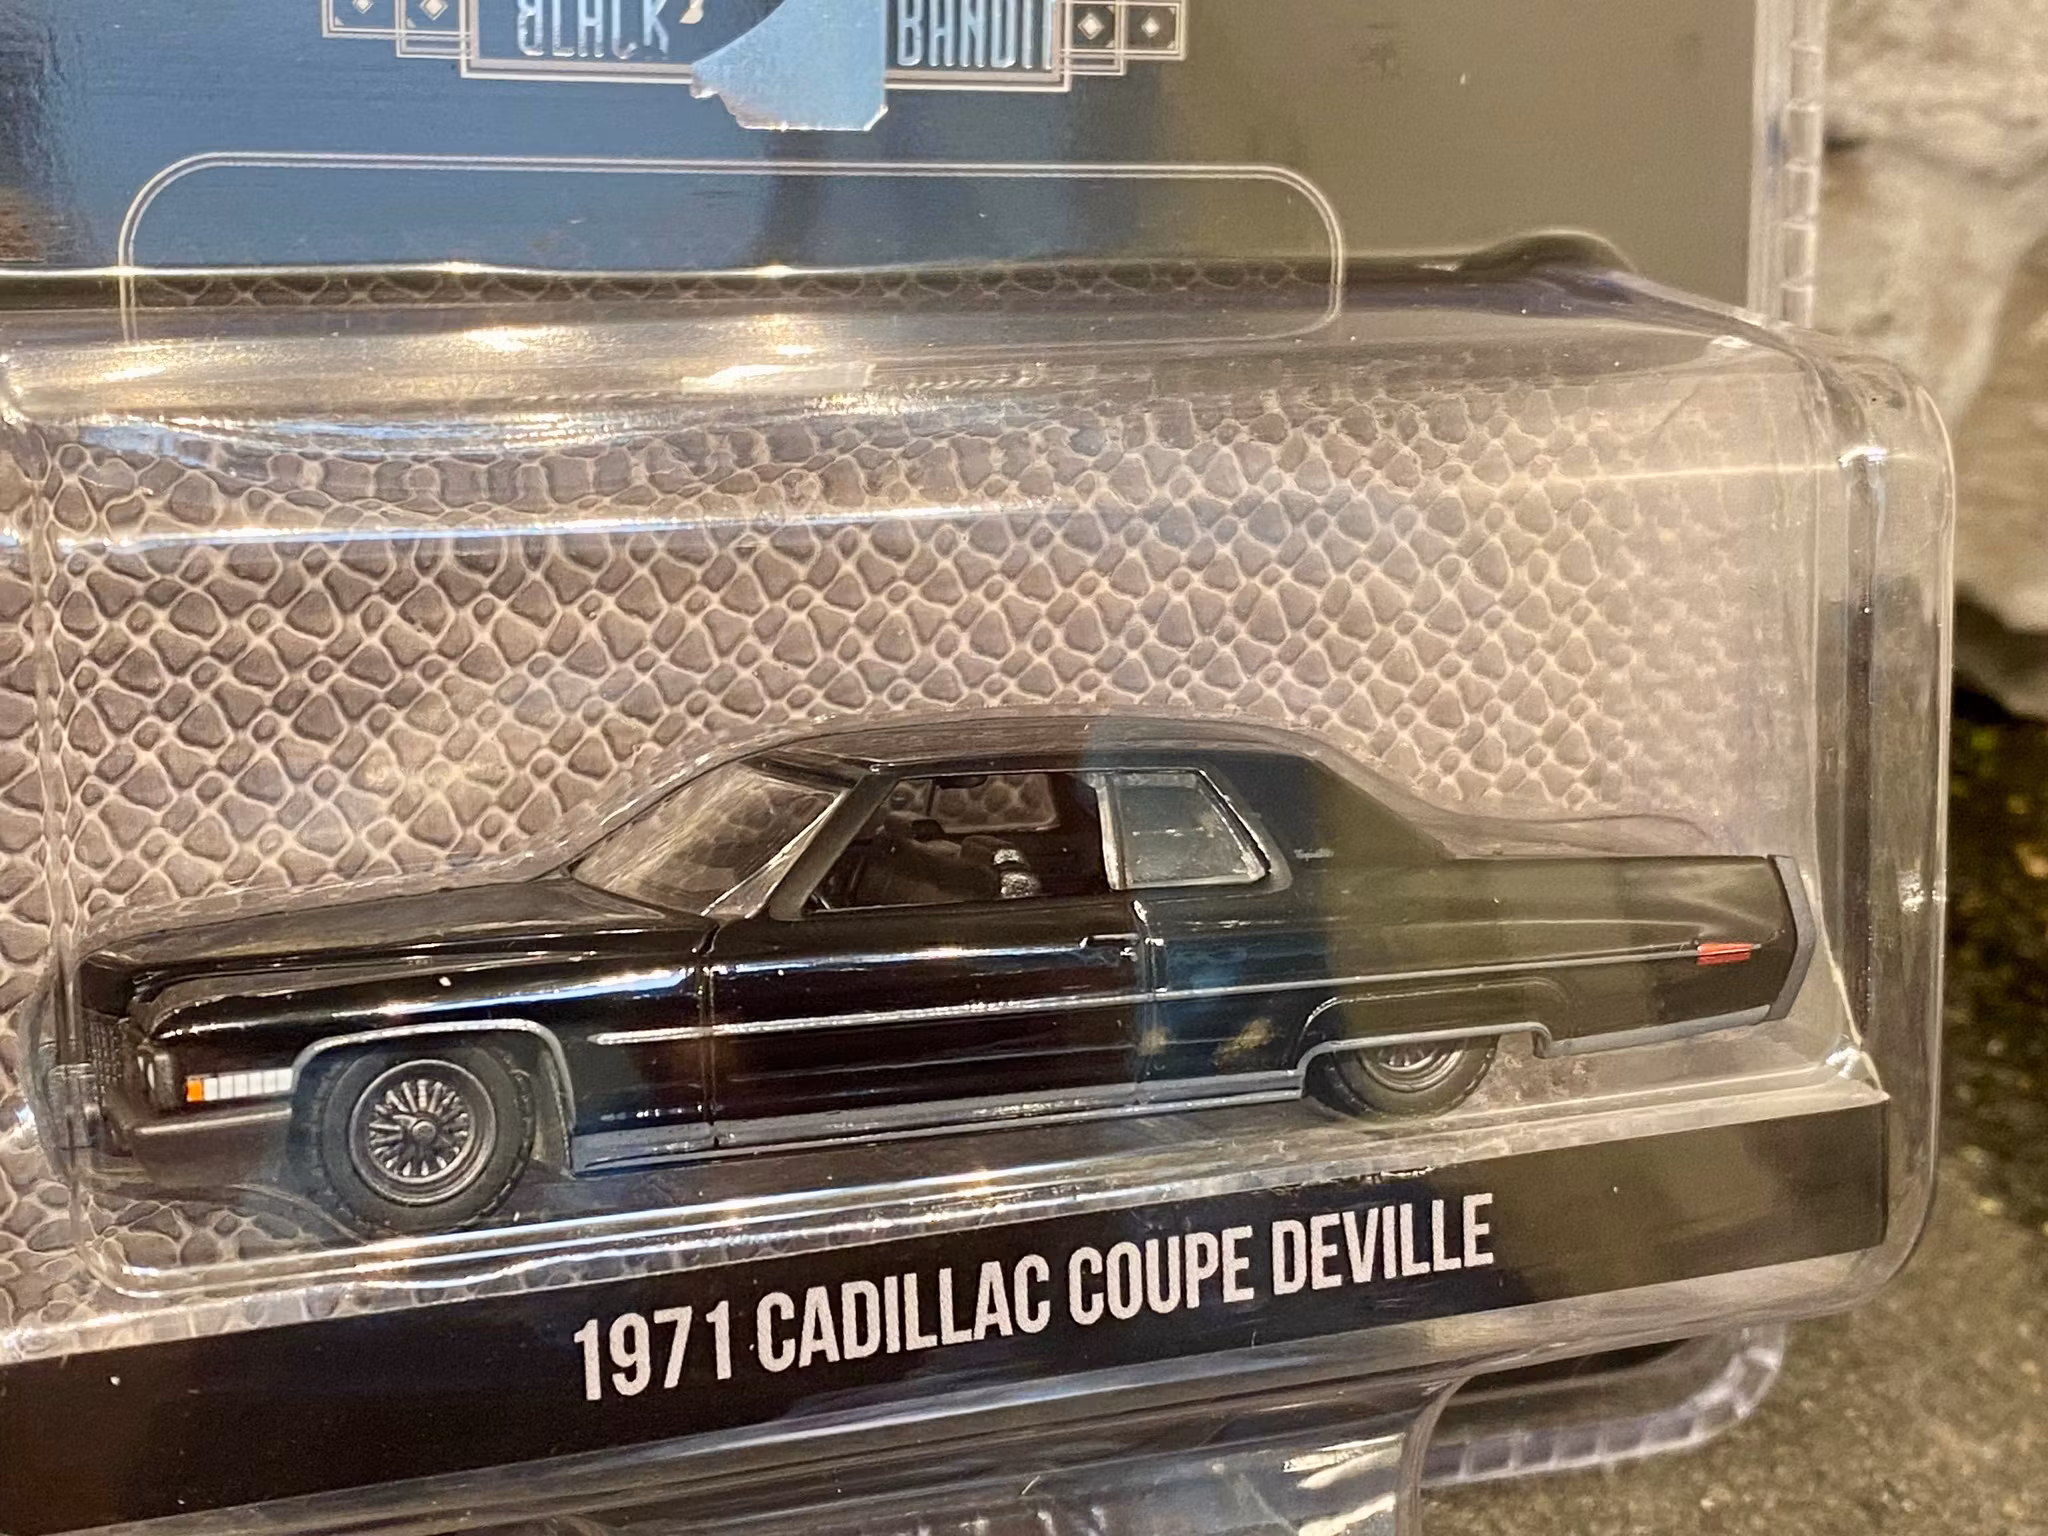 BLACK BANDIT
1971 CADILLAC COUPE DEVILLE